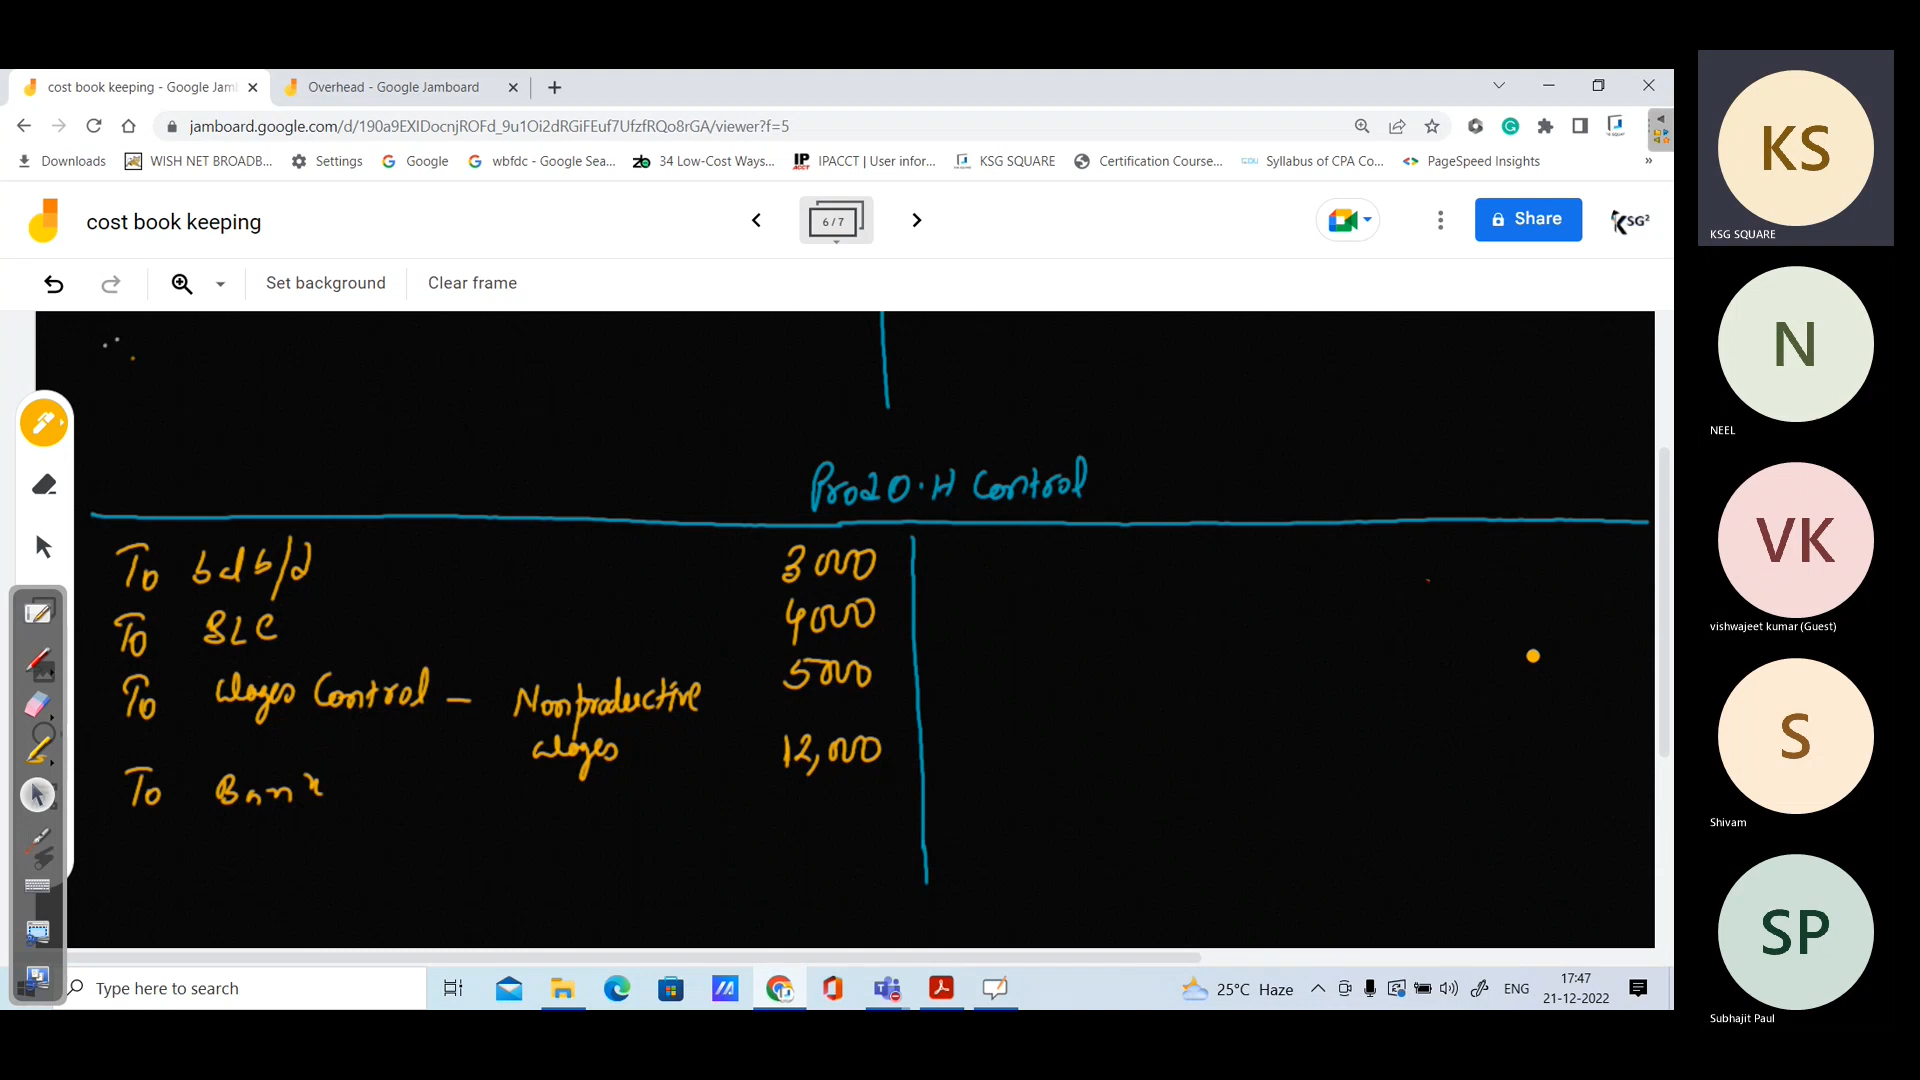 cost book keeping - Google Jam
Overhead - Google Jamboard
jamboard.google.com/d/190a9EXIDocnjROFd_9u1Oi2dRGiFEuf7UfzfRQo8rGA/viewer?f=5
Downloads
WISH NET BROADB...
Settings
Google
wbfdc - Google Sea...
34 Low-Cost Ways...
IPACCT | User infor...
KSG SQUARE
Certification Course...
Syllabus of CPA Co...
PageSpeed Insights
»
cost book keeping
6 / 7
Share
KSG²
Set background
Clear frame
Prod O.H Control
To bal b/d 3000
To SLC 4000
To wages Control - Nonproductive 5000
wages 12,000
To Bank
Type here to search
25°C Haze
ENG
17:47
21-12-2022
KS
KSG SQUARE
N
NEEL
VK
vishwajeet kumar (Guest)
S
Shivam
SP
Subhajit Paul